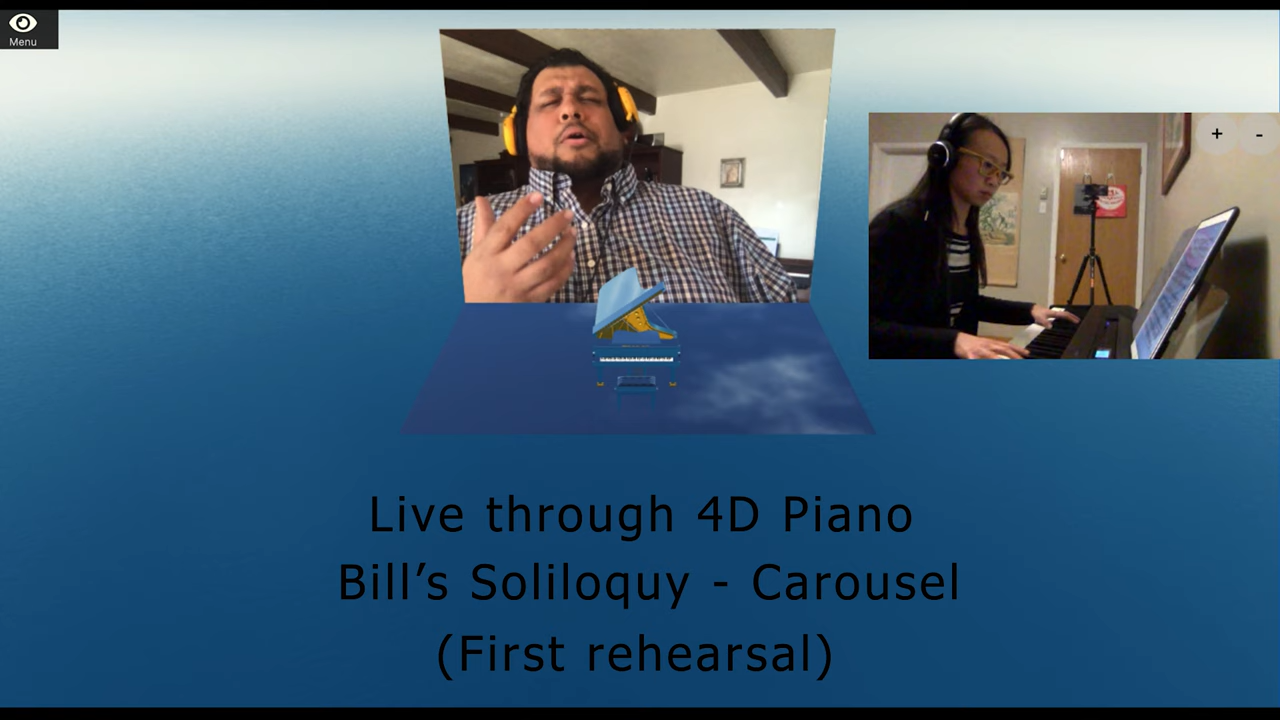 Menu
+ -
Live through 4D Piano
Bill’s Soliloquy - Carousel
(First rehearsal)